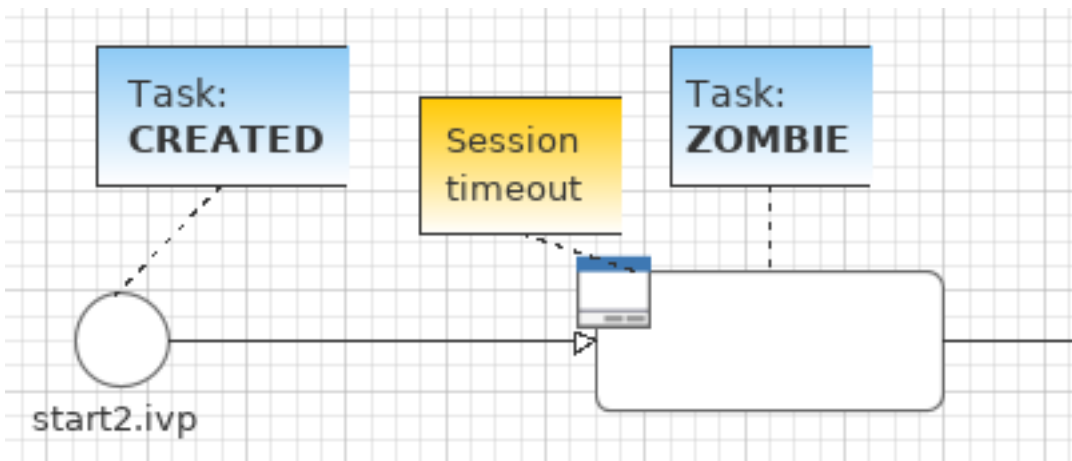 Task:
CREATED
Session
timeout
Task:
ZOMBIE
start2.ivp